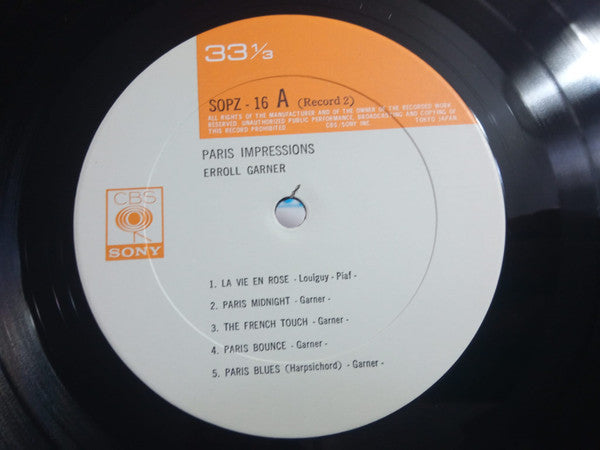 33 1/3
SOPZ - 16 A (Record 2)
ALL RIGHTS OF THE MANUFACTURER AND OF THE OWNER OF THE RECORDED WORK
RESERVED. UNAUTHORIZED PUBLIC PERFORMANCE, BROADCASTING AND COPYING OF
THIS RECORD PROHIBITED CBS/SONY INC. TOKYO JAPAN
PARIS IMPRESSIONS
ERROLL GARNER
CBS
SONY
1. LA VIE EN ROSE - Louiguy - Piaf -
2. PARIS MIDNIGHT - Garner -
3. THE FRENCH TOUCH - Garner -
4. PARIS BOUNCE - Garner -
5. PARIS BLUES (Harpsichord) - Garner -